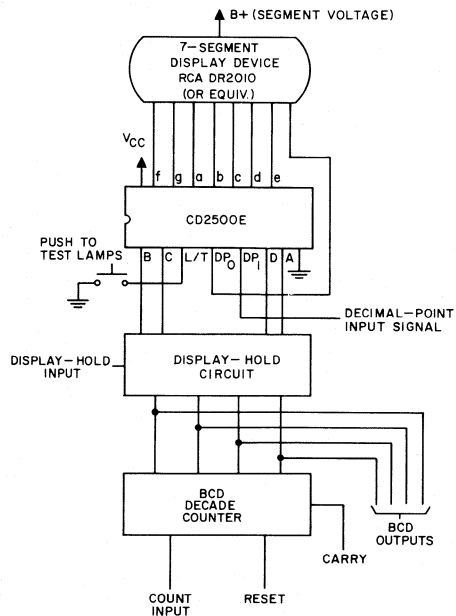 B+ (SEGMENT VOLTAGE)
7-SEGMENT
DISPLAY DEVICE
RCA DR2010
(OR EQUIV.)
VCC
f g a b c d e
CD2500E
PUSH TO
TEST LAMPS
B C L/T DP0 DP1 D A
DECIMAL-POINT
INPUT SIGNAL
DISPLAY-HOLD
INPUT
DISPLAY-HOLD
CIRCUIT
BCD
DECADE
COUNTER
BCD
OUTPUTS
CARRY
COUNT
INPUT
RESET